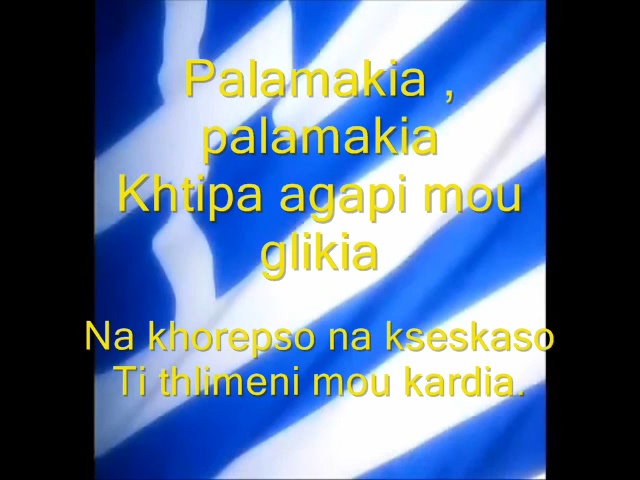 Palamakia ,
palamakia
Khtipa agapi mou
glikia
Na khorepso na kseskaso
Ti thlimeni mou kardia.